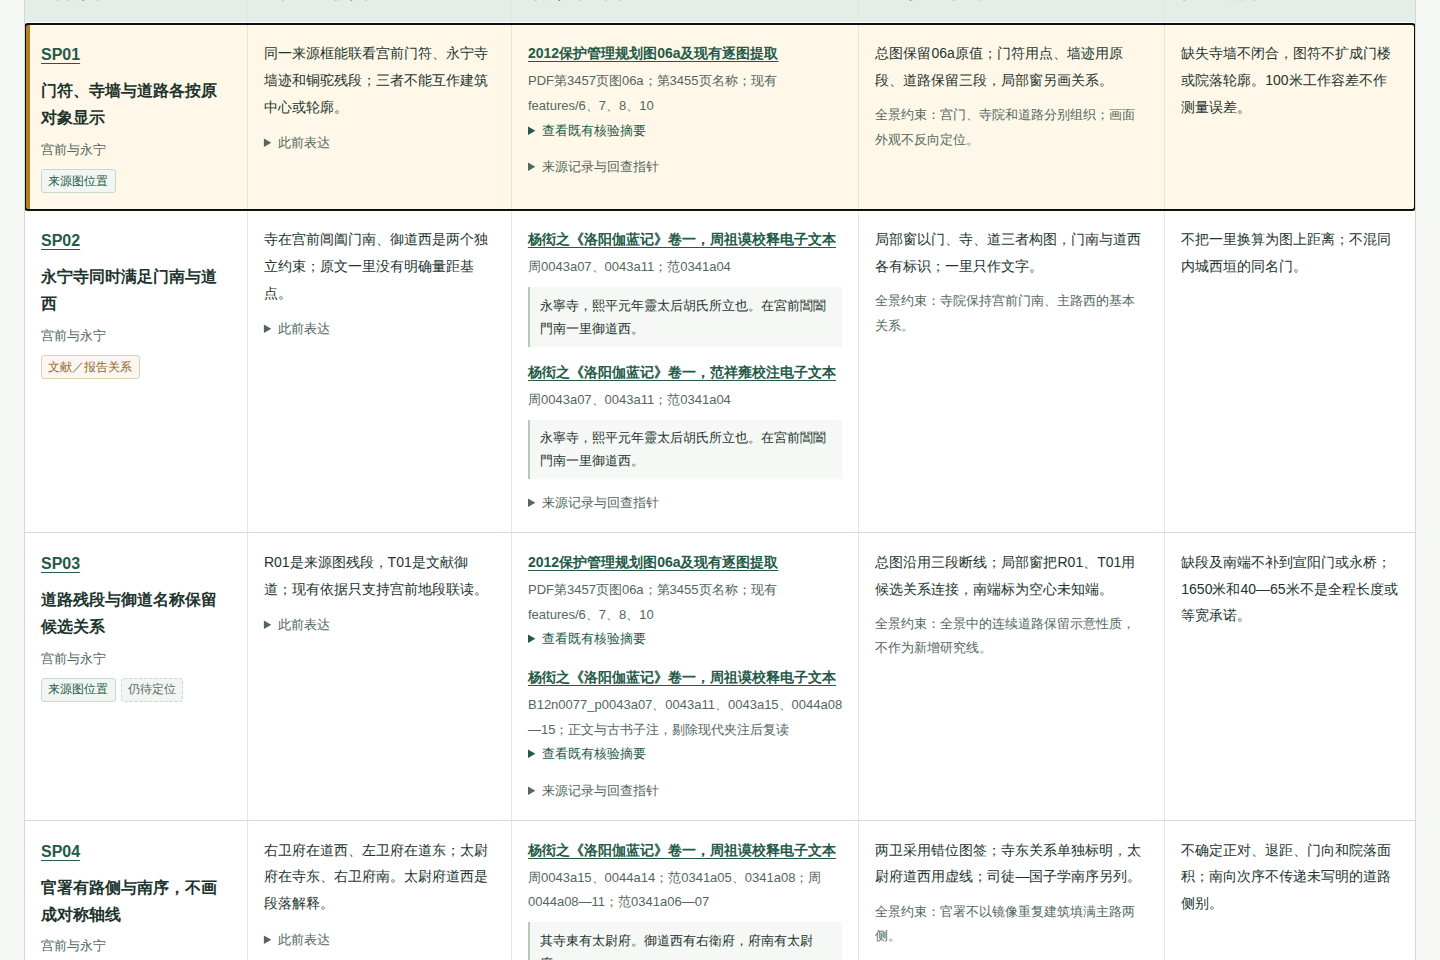 SP01
门符、寺墙与道路各按原
对象显示
宫前与永宁
来源图位置
同一来源框能联看宫前门符、永宁寺
墙迹和铜驼残段；三者不能互作建筑
中心或轮廓。
此前表达
2012保护管理规划图06a及现有逐图提取
PDF第3457页图06a；第3455页名称；现有
features/6、7、8、10
查看既有核验摘要
来源记录与回查指针
总图保留06a原值；门符用点、墙迹用原
段、道路保留三段，局部窗另画关系。
全景约束：宫门、寺院和道路分别组织；画面
外观不反向定位。
缺失寺墙不闭合，图符不扩成门楼
或院落轮廓。100米工作容差不作
测量误差。
SP02
永宁寺同时满足门南与道
西
宫前与永宁
文献／报告关系
寺在宫前阊阖门南、御道西是两个独
立约束；原文一里没有明确量距基
点。
此前表达
杨衒之《洛阳伽蓝记》卷一，周祖谟校释电子文本
周0043a07、0043a11；范0341a04
永寧寺，熙平元年靈太后胡氏所立也。在宮前閶闔
門南一里御道西。
杨衒之《洛阳伽蓝记》卷一，范祥雍校注电子文本
周0043a07、0043a11；范0341a04
永寧寺，熙平元年靈太后胡氏所立也。在宮前閶闔
門南一里御道西。
来源记录与回查指针
局部窗以门、寺、道三者构图，门南与道西
各有标识；一里只作文字。
全景约束：寺院保持宫前门南、主路西的基本
关系。
不把一里换算为图上距离；不混同
内城西垣的同名门。
SP03
道路残段与御道名称保留
候选关系
宫前与永宁
来源图位置 仍待定位
R01是来源图残段，T01是文献御
道；现有依据只支持宫前地段联读。
此前表达
2012保护管理规划图06a及现有逐图提取
PDF第3457页图06a；第3455页名称；现有
features/6、7、8、10
查看既有核验摘要
杨衒之《洛阳伽蓝记》卷一，周祖谟校释电子文本
B12n0077_p0043a07、0043a11、0043a15、0044a08
—15；正文与古书子注，剔除现代夹注后复读
查看既有核验摘要
来源记录与回查指针
总图沿用三段断线；局部窗把R01、T01用
候选关系连接，南端标为空心未知端。
全景约束：全景中的连续道路保留示意性质，
不作为新增研究线。
缺段及南端不补到宣阳门或永桥；
1650米和40—65米不是全程长度或
等宽承诺。
SP04
官署有路侧与南序，不画
成对称轴线
宫前与永宁
右卫府在道西、左卫府在道东；太尉
府在寺东、右卫府南。太尉府道西是
段落解释。
此前表达
杨衒之《洛阳伽蓝记》卷一，周祖谟校释电子文本
周0043a15、0044a14；范0341a05、0341a08；周
0044a08—11；范0341a06—07
其寺東有太尉府。御道西有右衛府，府南有太尉
两卫采用错位图签；寺东关系单独标明，太
尉府道西用虚线；司徒—国子学南序另列。
全景约束：官署不以镜像重复建筑填满主路两
侧。
不确定正对、退距、门向和院落面
积；南向次序不传递未写明的道路
侧别。